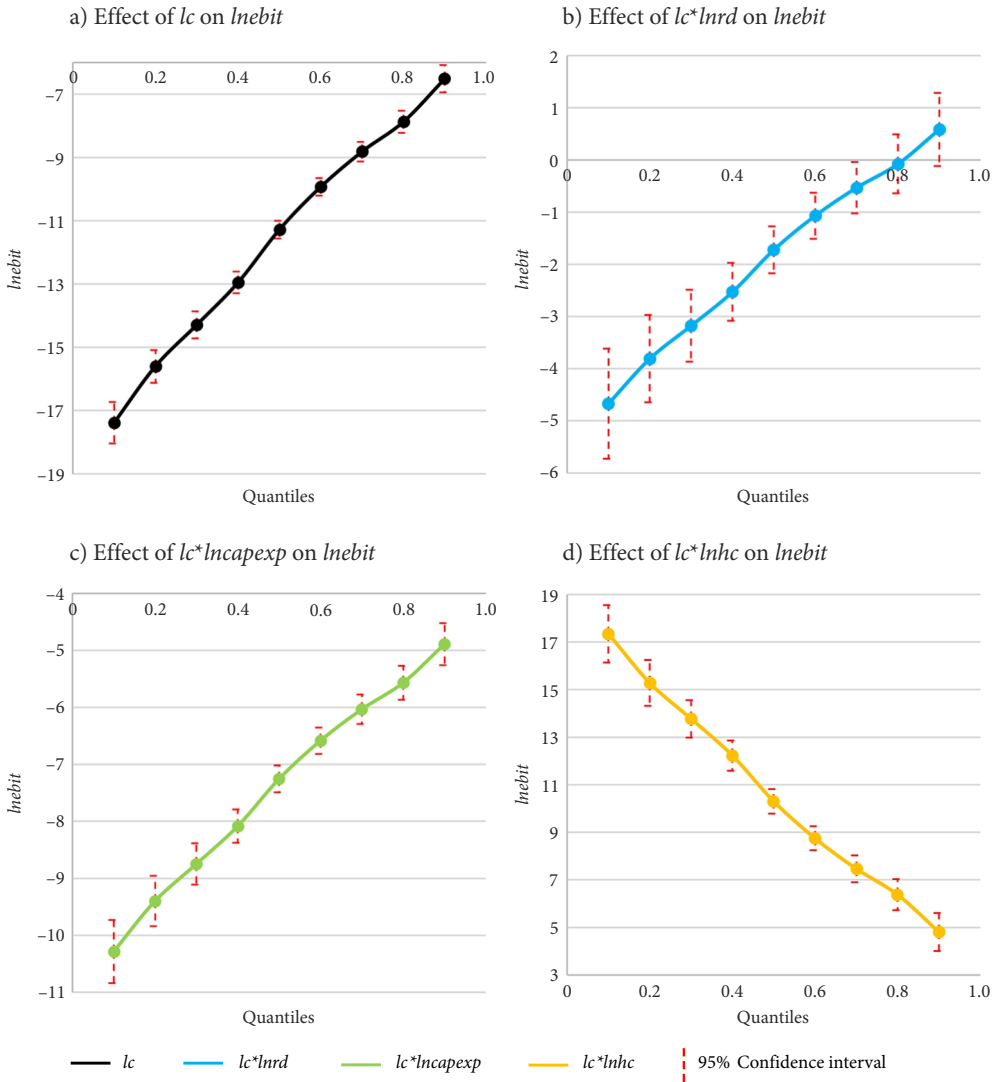 a) Effect of lc on lnebit
0 0.2 0.4 0.6 0.8 1.0
–7
–9
–11
–13
–15
–17
–19
lnebit
Quantiles
b) Effect of lc*lnrd on lnebit
2
1
0
–1
–2
–3
–4
–5
–6
0 0.2 0.4 0.6 0.8 1.0
lnebit
Quantiles
c) Effect of lc*lncapexp on lnebit
–4
0 0.2 0.4 0.6 0.8 1.0
–5
–6
–7
–8
–9
–10
–11
lnebit
Quantiles
d) Effect of lc*lnhc on lnebit
19
17
15
13
11
9
7
5
3
0 0.2 0.4 0.6 0.8 1.0
lnebit
Quantiles
lc lc*lnrd lc*lncapexp lc*lnhc 95% Confidence interval